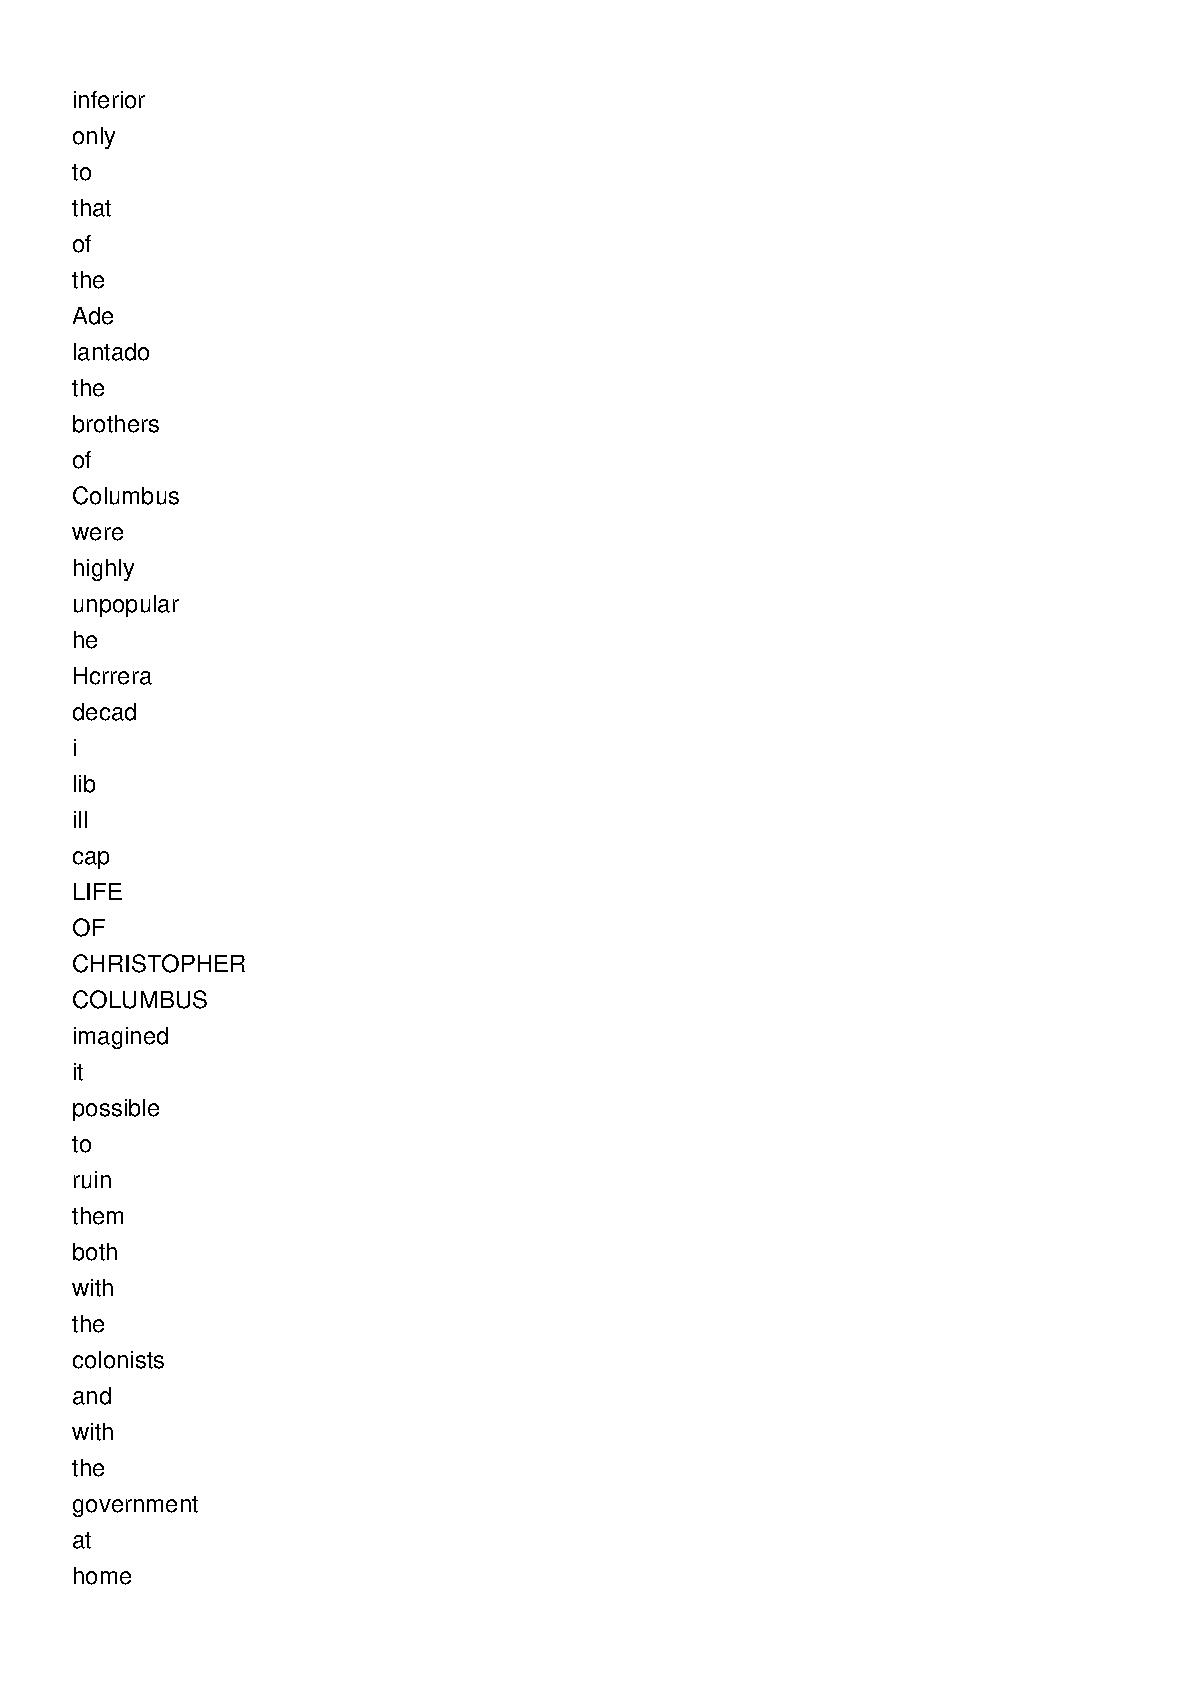 inferior
only
to
that
of
the
Ade
lantado
the
brothers
of
Columbus
were
highly
unpopular
he
Hcrrera
decad
i
lib
ill
cap
LIFE
OF
CHRISTOPHER
COLUMBUS
imagined
it
possible
to
ruin
them
both
with
the
colonists
and
with
the
government
at
home